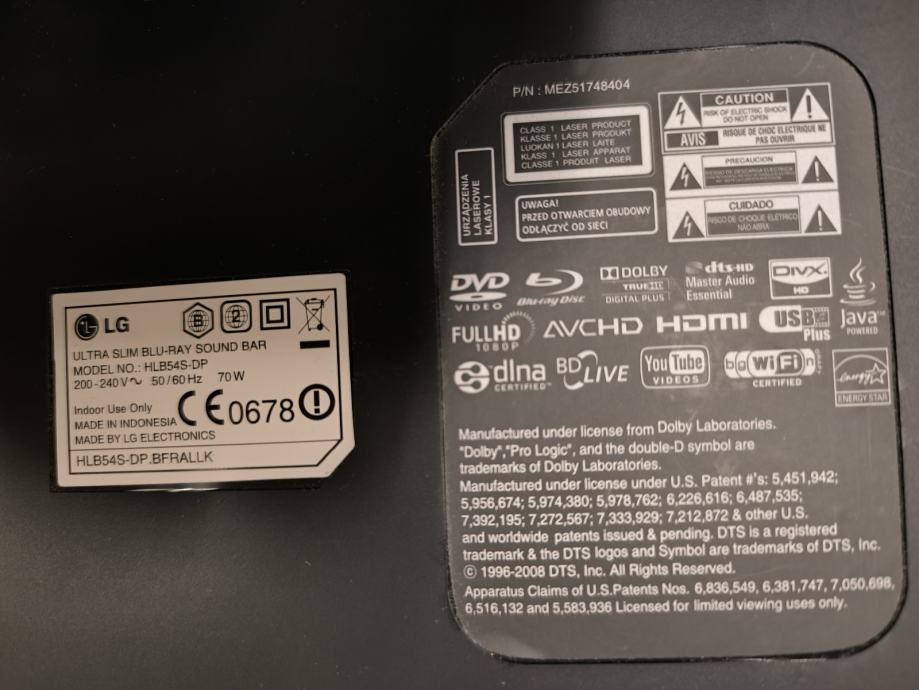 LG
B
2
ULTRA SLIM BLU-RAY SOUND BAR
MODEL NO.: HLB54S-DP
200-240V~ 50/60Hz 70W
Indoor Use Only
MADE IN INDONESIA
MADE BY LG ELECTRONICS
CE0678
HLB54S-DP.BFRALLK
P/N : MEZ51748404
CLASS 1 LASER PRODUCT
KLASSE 1 LASER PRODUKT
LUOKAN 1 LASER LAITE
KLASS 1 LASER APPARAT
CLASSE 1 PRODUIT LASER
URZĄDZENIA
LASEROWE
KLASY 1
UWAGA!
PRZED OTWARCIEM OBUDOWY
ODŁĄCZYĆ OD SIECI
CAUTION
RISK OF ELECTRIC SHOCK
DO NOT OPEN
AVIS
RISQUE DE CHOC ELECTRIQUE NE
PAS OUVRIR
PRECAUCION
CUIDADO
RISCO DE CHOQUE ELÉTRICO
NÃO ABRA
DVD
VIDEO
Blu-ray Disc
DOLBY
TRUEHD
DIGITAL PLUS
dts-HD
Master Audio
Essential
DIVX
HD
FULL HD
1080P
AVCHD
HDMI
USB
Plus
Java
POWERED
dlna
CERTIFIED
BD LIVE
YouTube
VIDEOS
bgWiFin
CERTIFIED
energy
ENERGY STAR
Manufactured under license from Dolby Laboratories.
"Dolby","Pro Logic", and the double-D symbol are
trademarks of Dolby Laboratories.
Manufactured under license under U.S. Patent #'s: 5,451,942;
5,956,674; 5,974,380; 5,978,762; 6,226,616; 6,487,535;
7,392,195; 7,272,567; 7,333,929; 7,212,872 & other U.S.
and worldwide patents issued & pending. DTS is a registered
trademark & the DTS logos and Symbol are trademarks of DTS, Inc.
© 1996-2008 DTS, Inc. All Rights Reserved.
Apparatus Claims of U.S.Patents Nos. 6,836,549, 6,381,747, 7,050,698,
6,516,132 and 5,583,936 Licensed for limited viewing uses only.